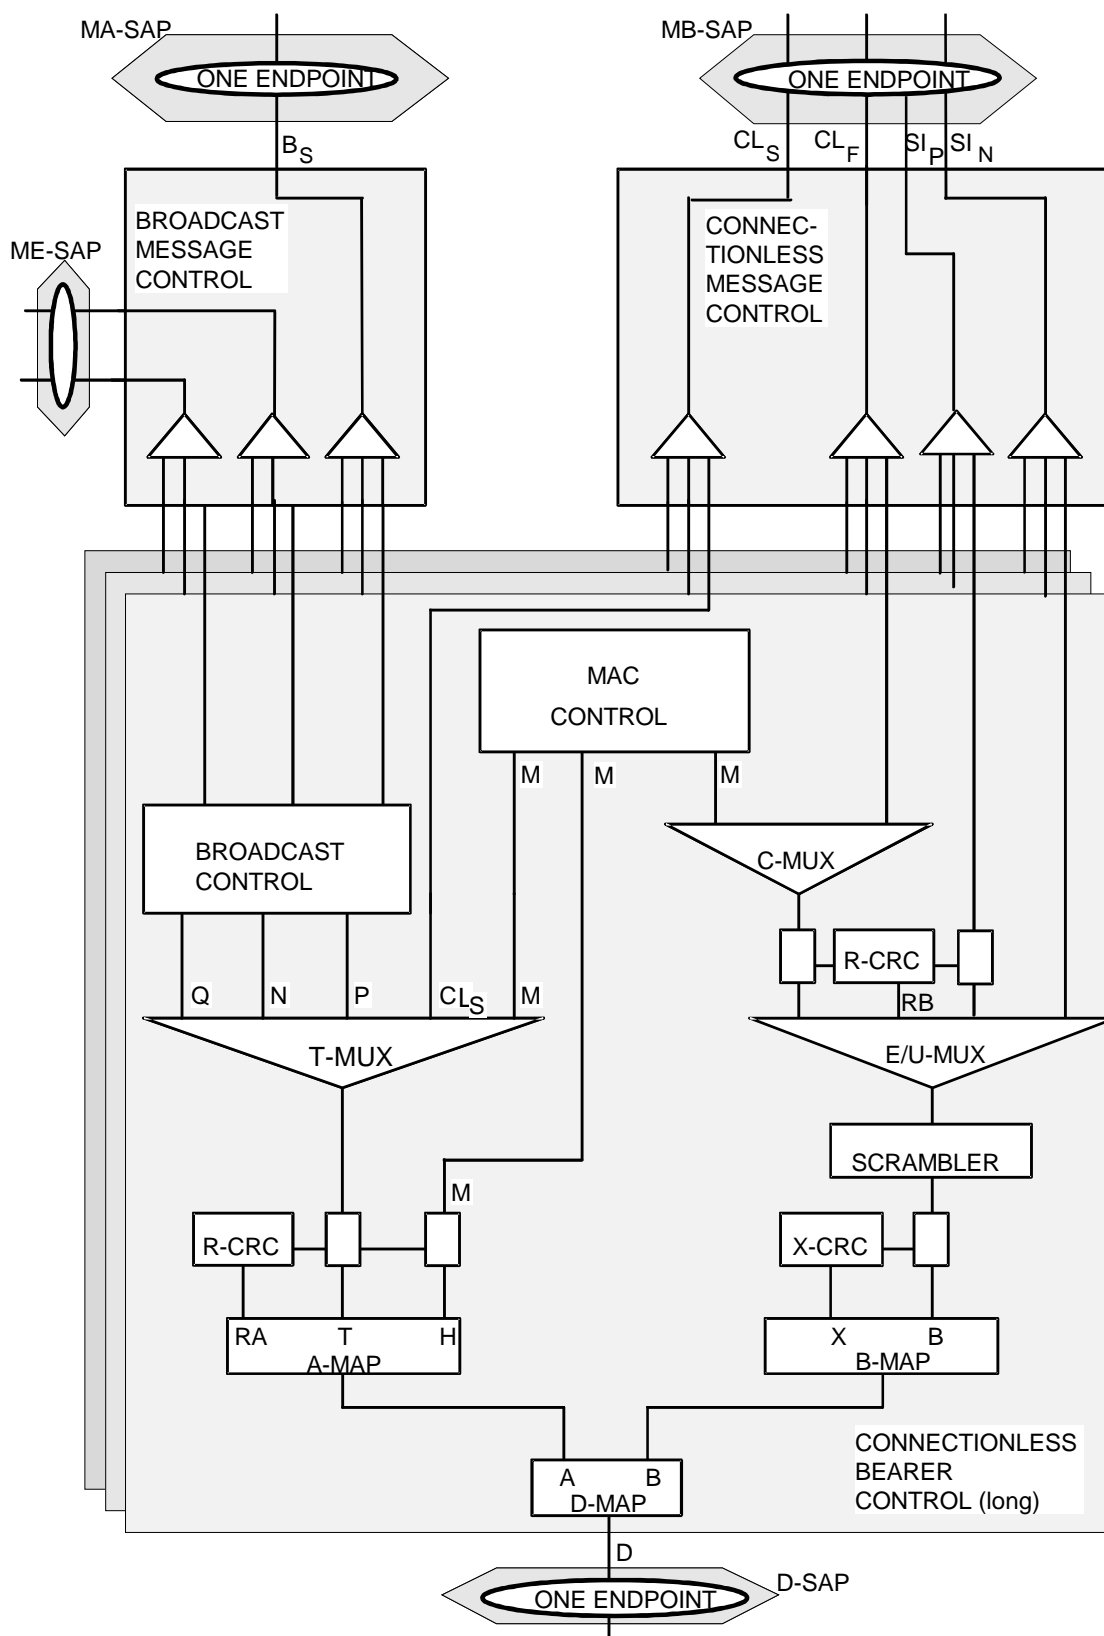 MA-SAP
MB-SAP
ONE ENDPOINT
ONE ENDPOINT
BS
CLS
CLF
SIP
SIN
BROADCAST
MESSAGE
CONTROL
CONNEC-
TIONLESS
MESSAGE
CONTROL
ME-SAP
MAC
CONTROL
M
M
M
BROADCAST
CONTROL
C-MUX
R-CRC
RB
Q
N
P
CLS
M
T-MUX
E/U-MUX
SCRAMBLER
M
R-CRC
X-CRC
RA
T
H
A-MAP
X
B
B-MAP
CONNECTIONLESS
BEARER
CONTROL (long)
A
B
D-MAP
D
D-SAP
ONE ENDPOINT